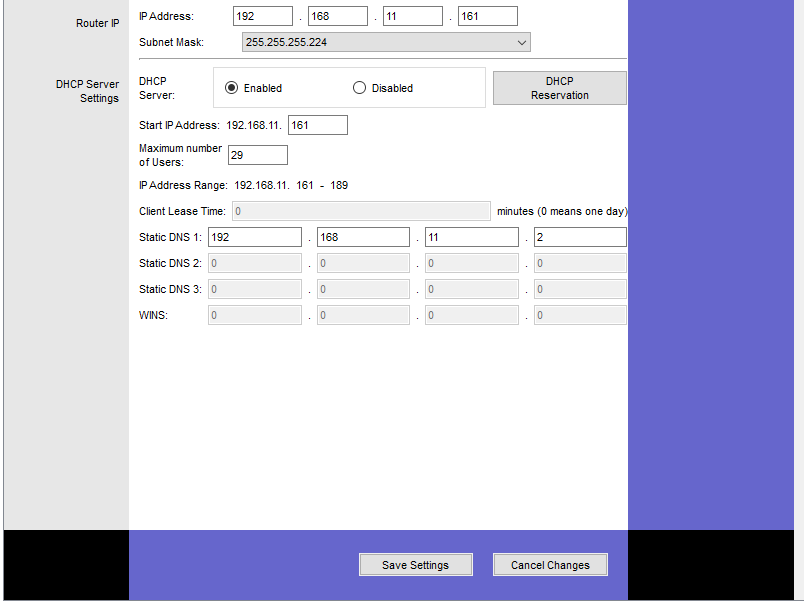 Router IP
IP Address: 192 . 168 . 11 . 161
Subnet Mask: 255.255.255.224
DHCP Server
Settings
DHCP
Server:
Enabled Disabled
DHCP
Reservation
Start IP Address: 192.168.11. 161
Maximum number
of Users:
29
IP Address Range: 192.168.11. 161 - 189
Client Lease Time: 0 minutes (0 means one day)
Static DNS 1: 192 . 168 . 11 . 2
Static DNS 2: 0 . 0 . 0 . 0
Static DNS 3: 0 . 0 . 0 . 0
WINS: 0 . 0 . 0 . 0
Save Settings Cancel Changes